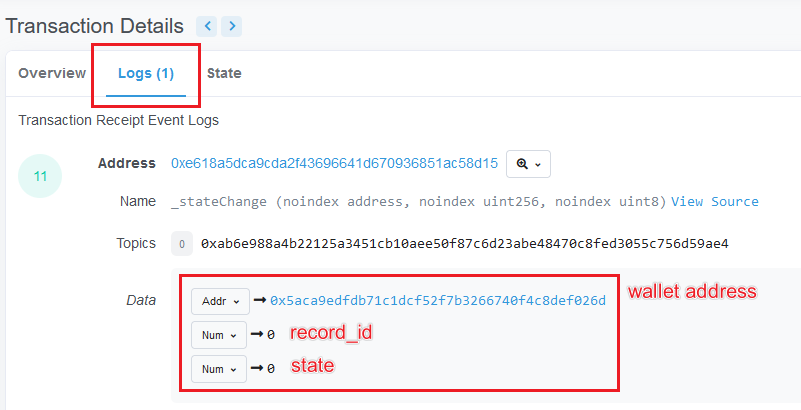 Transaction Details < >
Overview Logs (1) State
Transaction Receipt Event Logs
11
Address 0xe618a5dca9cda2f43696641d670936851ac58d15
Name _stateChange (noindex address, noindex uint256, noindex uint8) View Source
Topics 0 0xab6e988a4b22125a3451cb10aee50f87c6d23abe48470c8fed3055c756d59ae4
Data Addr → 0x5aca9edfdb71c1dcf52f7b3266740f4c8def026d wallet address
Num → 0 record_id
Num → 0 state